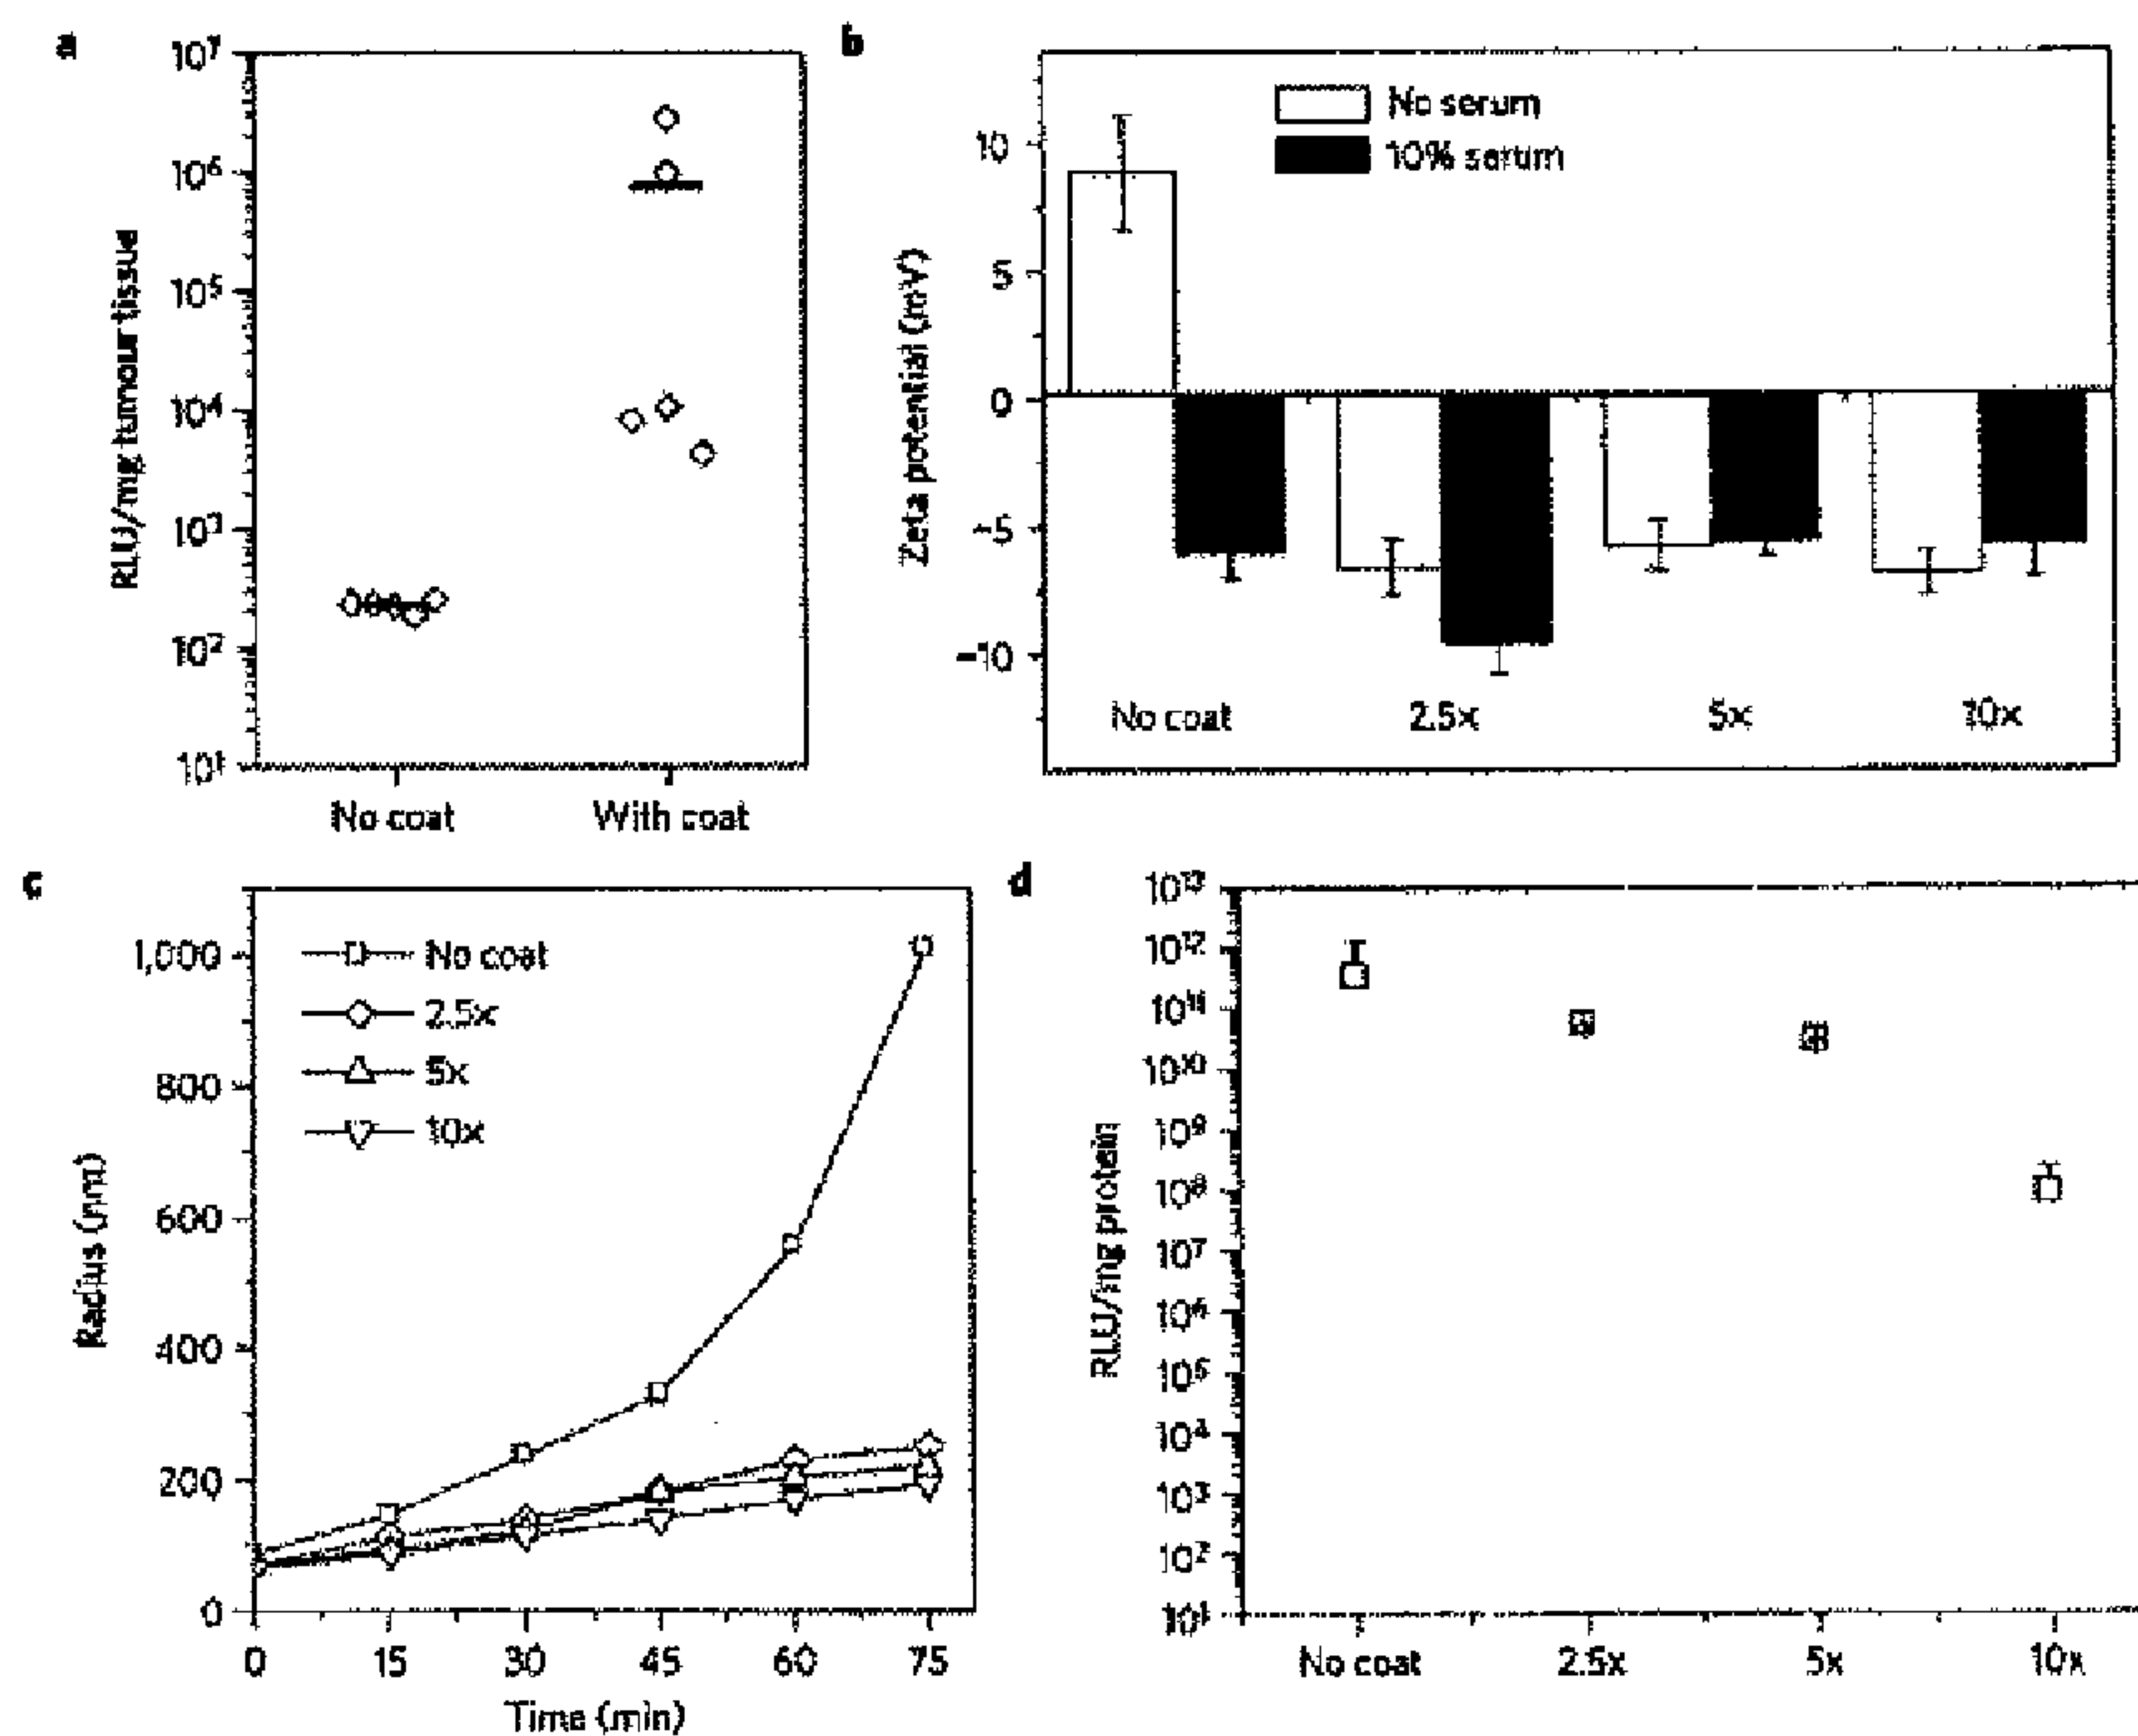 a
10⁷
10⁶
10⁵
10⁴
10³
10²
10¹
RLU/mg tumour tissue
No coat
With coat
b
No serum
10% serum
10
5
0
-5
-10
Zeta potential (mV)
No coat
2.5x
5x
10x
c
1,000
800
600
400
200
0
Radius (nm)
No coat
2.5x
5x
10x
0 15 30 45 60 75
Time (min)
d
10¹³
10¹²
10¹¹
10¹⁰
10⁹
10⁸
10⁷
10⁶
10⁵
10⁴
10³
10²
10¹
RLU/mg protein
No coat
2.5x
5x
10x